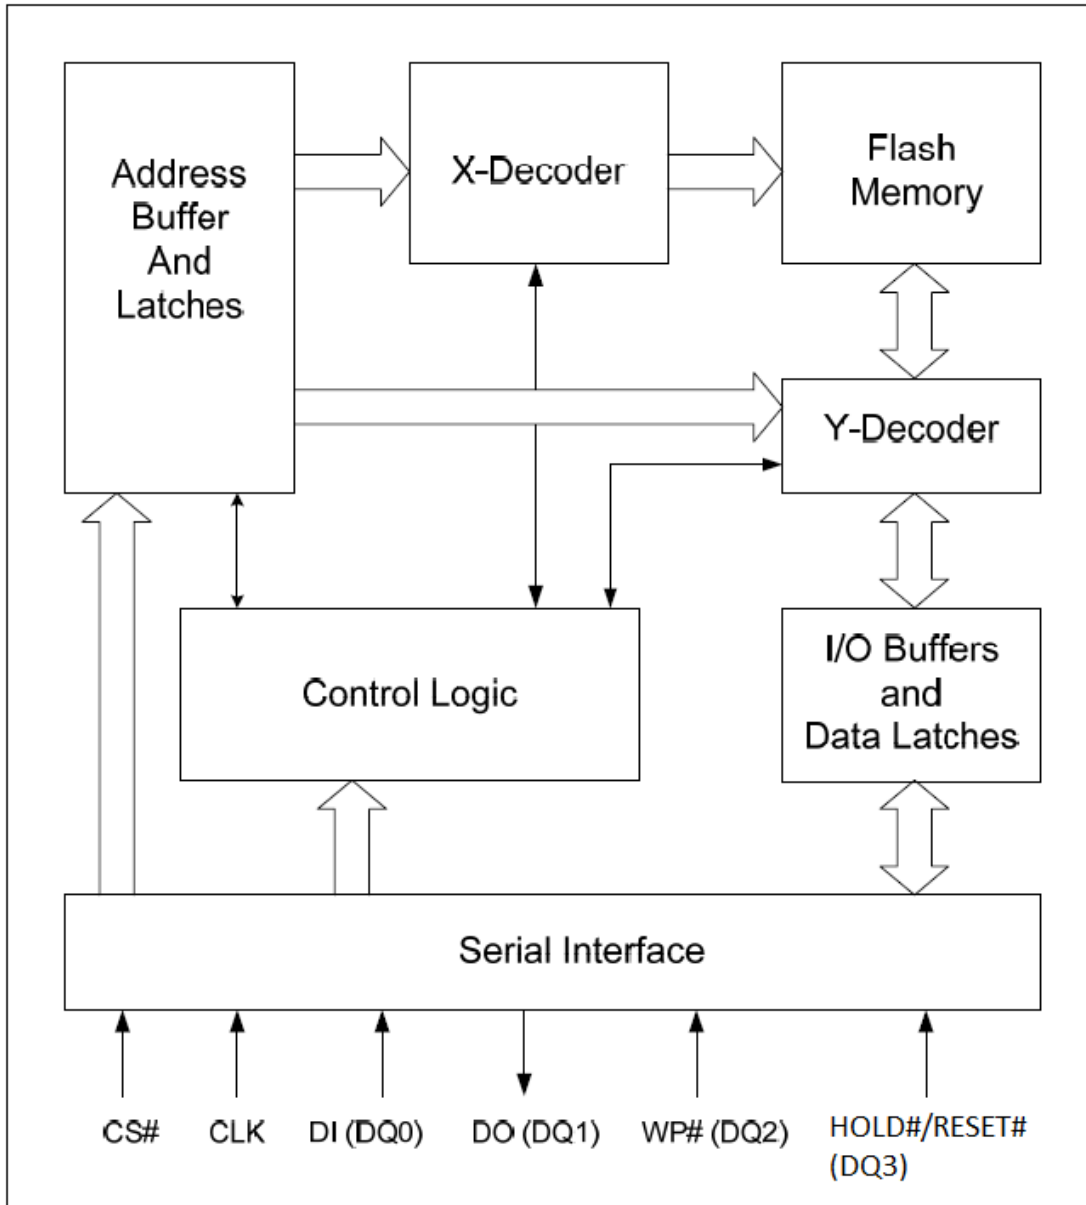 Address
Buffer
And
Latches
X-Decoder
Flash
Memory
Y-Decoder
Control Logic
I/O Buffers
and
Data Latches
Serial Interface
CS#
CLK
DI (DQ0)
DO (DQ1)
WP# (DQ2)
HOLD#/RESET#
(DQ3)